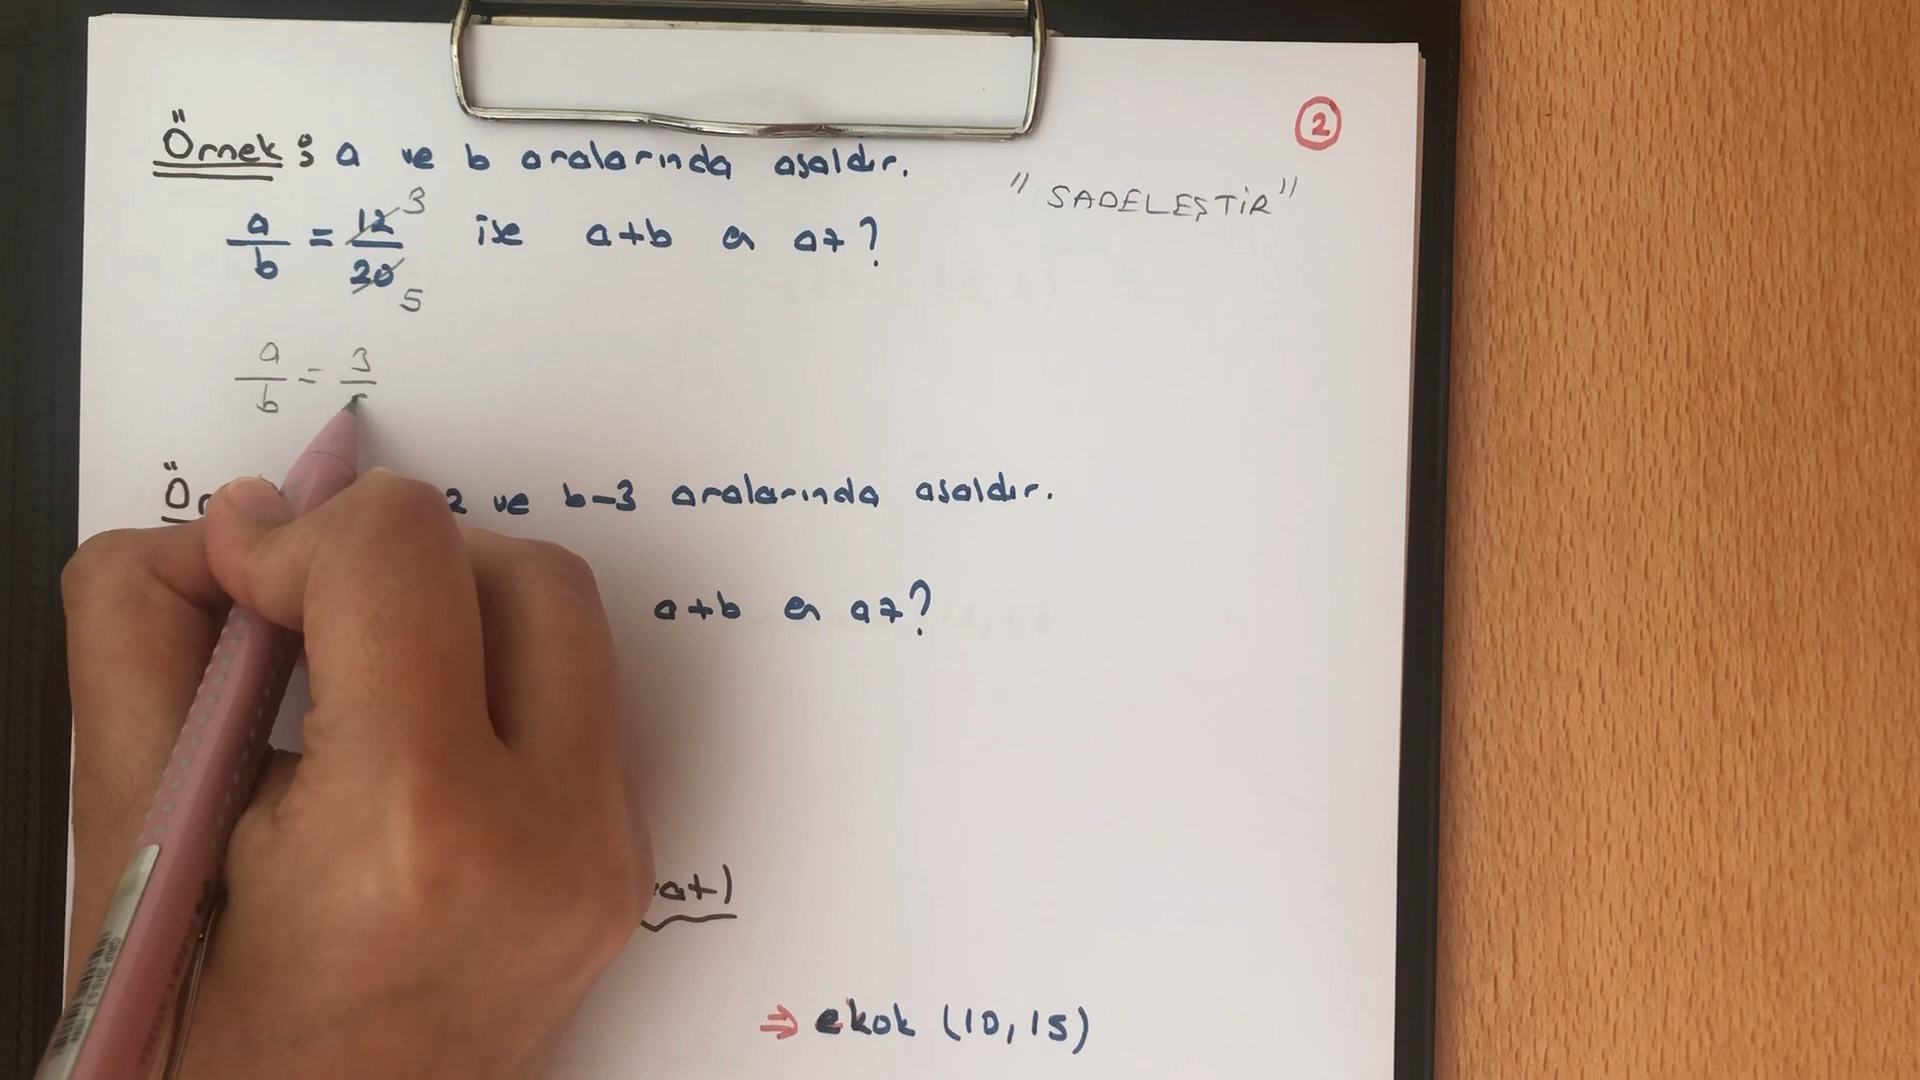 2
Örnek : a ve b aralarında asaldır.
"SADELEŞTİR"
a/b = 12/20 3 5 ise a+b en az?
a/b = 3/
2 ve b-3 aralarında asaldır.
a+b en az?
⇒ ekok (10,15)